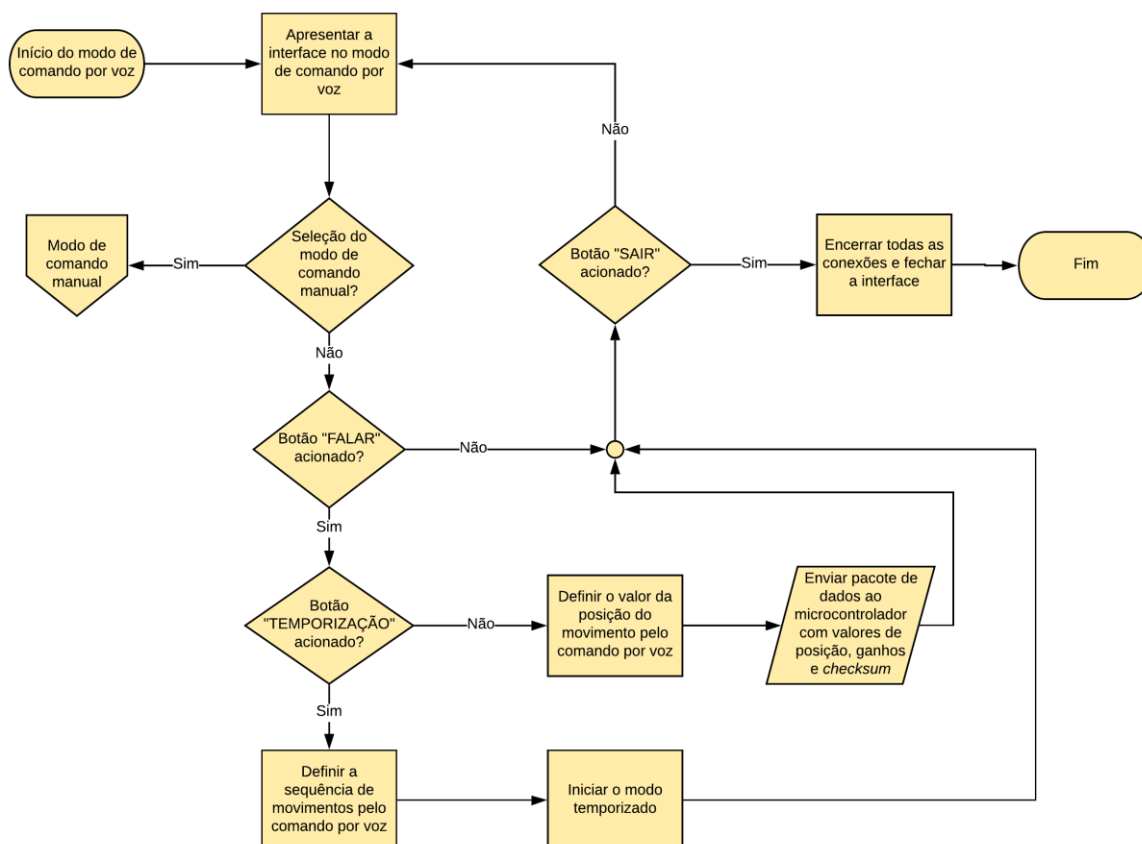 Início do modo de
comando por voz
Apresentar a
interface no modo
de comando por
voz
Não
Modo de
comando
manual
Sim
Seleção do
modo de
comando
manual?
Botão "SAIR"
acionado?
Sim
Encerrar todas as
conexões e fechar
a interface
Fim
Não
Botão "FALAR"
acionado?
Não
Sim
Botão
"TEMPORIZAÇÃO"
acionado?
Não
Definir o valor da
posição do
movimento pelo
comando por voz
Enviar pacote de
dados ao
microcontrolador
com valores de
posição, ganhos
e checksum
Sim
Definir a
sequência de
movimentos pelo
comando por voz
Iniciar o modo
temporizado